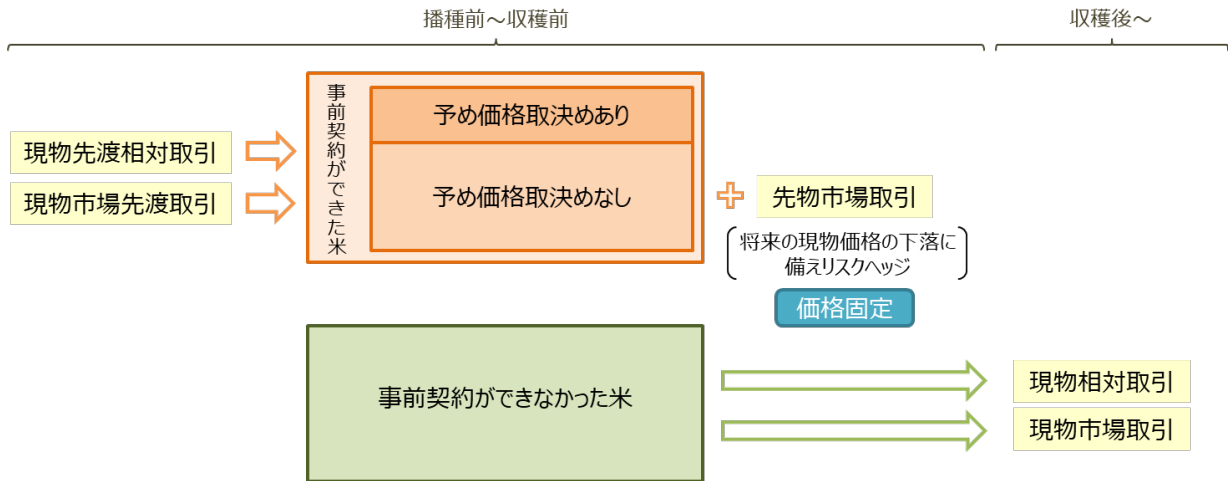 播種前~収穫前
収穫後~
現物先渡相対取引
現物市場先渡取引
事前契約ができた米
予め価格取決めあり
予め価格取決めなし
先物市場取引
将来の現物価格の下落に
備えリスクヘッジ
価格固定
事前契約ができなかった米
現物相対取引
現物市場取引